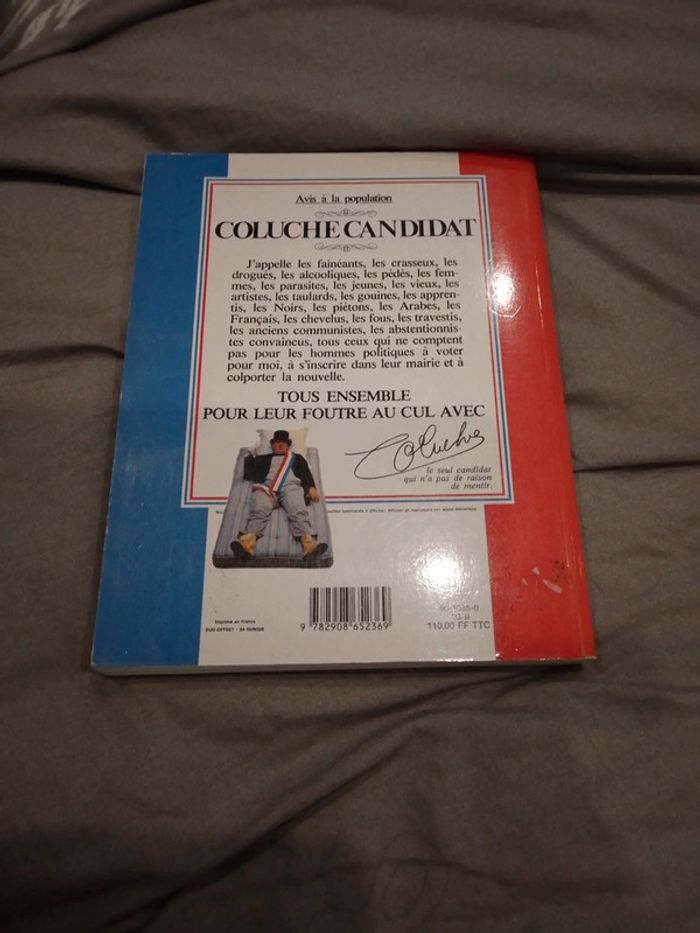 Avis à la population
COLUCHE CANDIDAT
J'appelle les fainéants, les crasseux, les
drogués, les alcooliques, les pédés, les fem-
mes, les parasites, les jeunes, les vieux, les
artistes, les taulards, les gouines, les appren-
tis, les Noirs, les piétons, les Arabes, les
Français, les chevelus, les fous, les travestis,
les anciens communistes, les abstentionnis-
tes convaincus, tous ceux qui ne comptent
pas pour les hommes politiques à voter
pour moi, à s'inscrire dans leur mairie et à
colporter la nouvelle.
TOUS ENSEMBLE
POUR LEUR FOUTRE AU CUL AVEC
Coluche
le seul candidat
qui n'a pas de raison
de mentir.
Imprimé en France
110,00 FF TTC
9 782908 652369